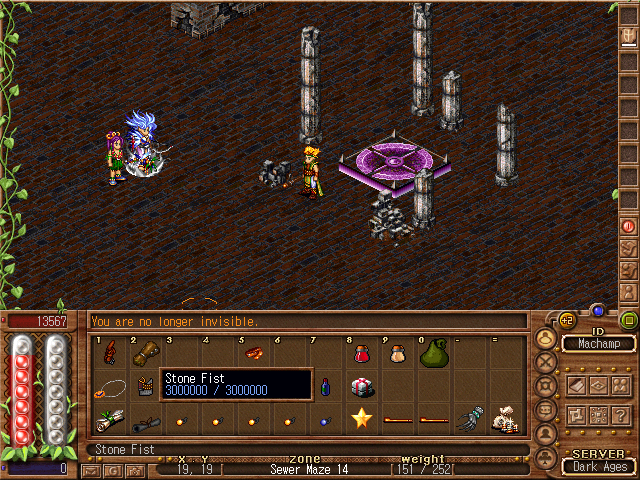 13567
You are no longer invisible.
+2
ID
Machamp
1 2 3 4 5 6 7 8 9 0 - =
Stone Fist
3000000 / 3000000
?
Stone Fist
x y zone weight
19, 19 Sewer Maze 14 151 / 252
0
G
SERVER
Dark Ages